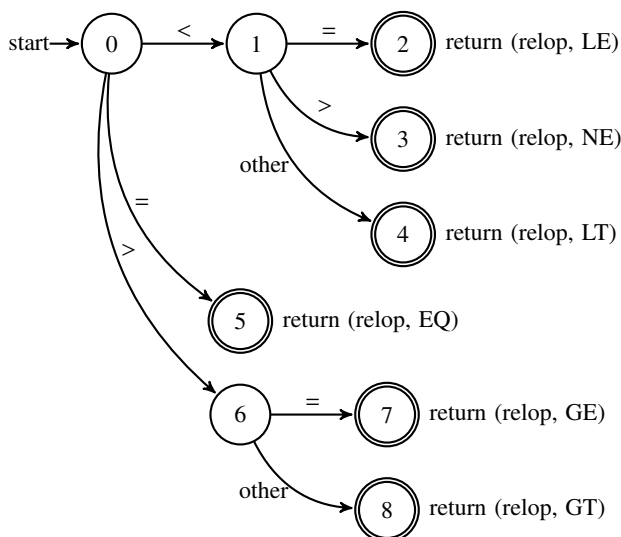 start 0 < 1 = 2 return (relop, LE)
> 3 return (relop, NE)
other 4 return (relop, LT)
= 5 return (relop, EQ)
> 6 = 7 return (relop, GE)
other 8 return (relop, GT)